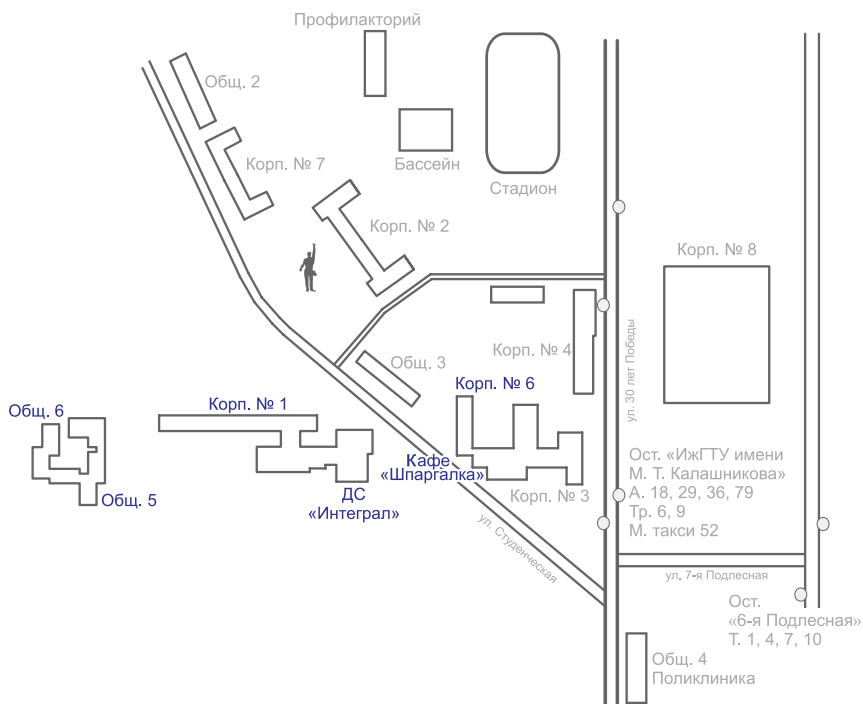 Профилакторий
Общ. 2
Корп. № 7
Бассейн
Стадион
Корп. № 2
Корп. № 8
ул. 30 лет Победы
Корп. № 4
Общ. 3
Корп. № 6
Корп. № 1
Общ. 6
Кафе
«Шпаргалка»
Ост. «ИжГТУ имени
М. Т. Калашникова»
А. 18, 29, 36, 79
Тр. 6, 9
М. такси 52
Корп. № 3
Общ. 5
ДС
«Интеграл»
ул. Студенческая
ул. 7-я Подлесная
Ост.
«6-я Подлесная»
Т. 1, 4, 7, 10
Общ. 4
Поликлиника